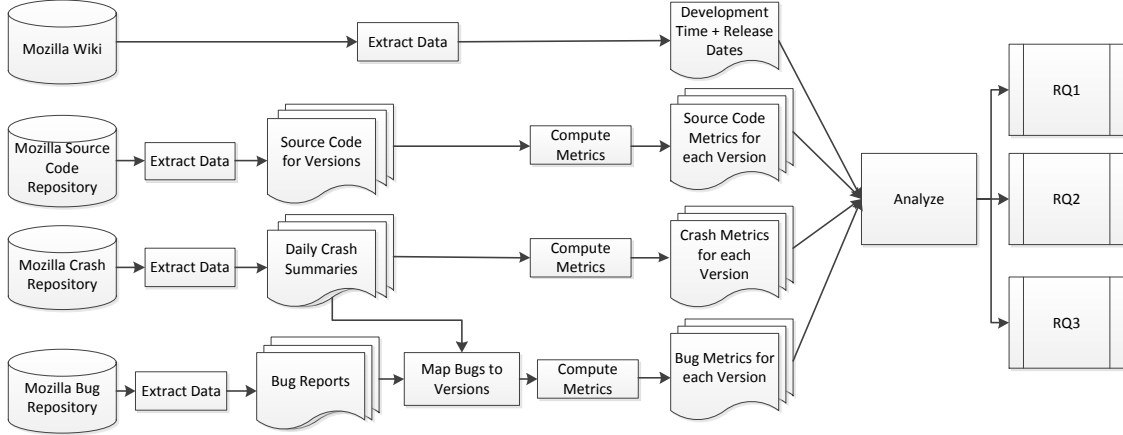 Mozilla Wiki
Extract Data
Development
Time + Release
Dates
Mozilla Source
Code
Repository
Extract Data
Source Code
for Versions
Compute
Metrics
Source Code
Metrics for
each Version
Mozilla Crash
Repository
Extract Data
Daily Crash
Summaries
Compute
Metrics
Crash Metrics
for each
Version
Mozilla Bug
Repository
Extract Data
Bug Reports
Map Bugs to
Versions
Compute
Metrics
Bug Metrics for
each Version
Analyze
RQ1
RQ2
RQ3